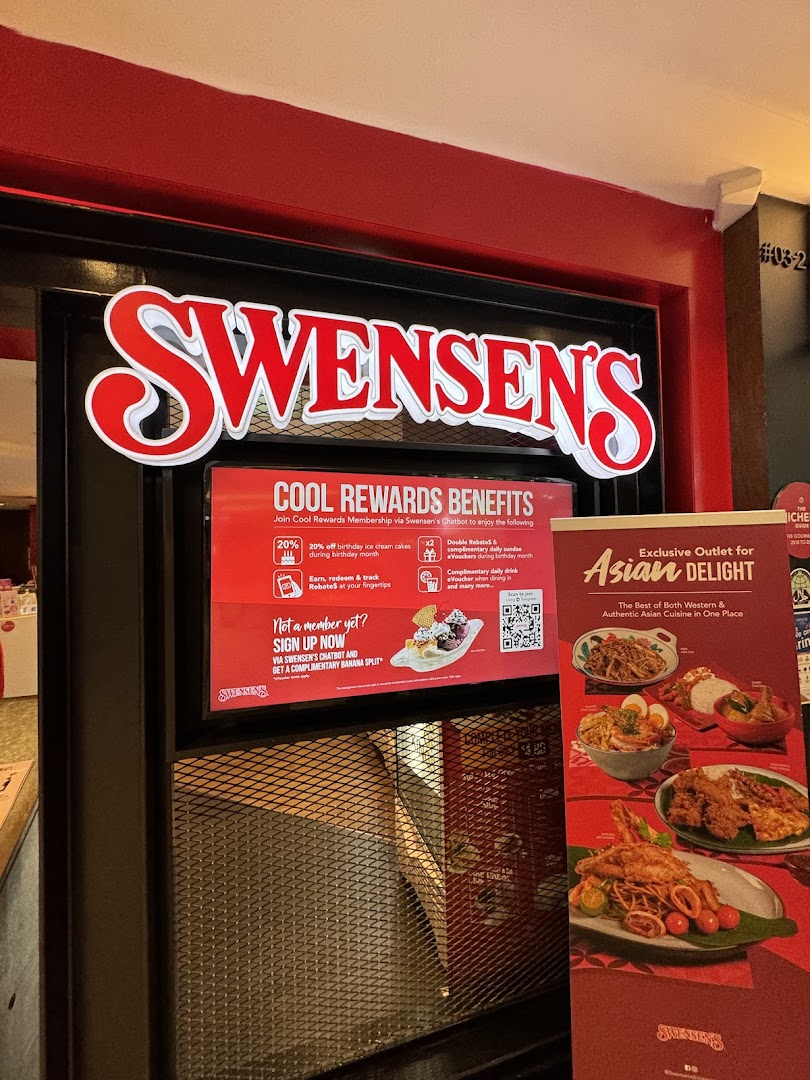 #03-2
SWENSEN'S
COOL REWARDS BENEFITS
Join Cool Rewards Membership via Swensen's Chatbot to enjoy the following
20%
20% off birthday ice cream cakes
during birthday month
x2
Double Rebate$ &
complimentary daily sundae
eVouchers during birthday month
Earn, redeem & track
Rebate$ at your fingertips
Complimentary daily drink
eVoucher when dining in
and many more...
Scan to join
Not a member yet?
SIGN UP NOW
VIA SWENSEN'S CHATBOT AND
GET A COMPLIMENTARY BANANA SPLIT*
SWENSEN'S
Exclusive Outlet for
Asian DELIGHT
The Best of Both Western &
Authentic Asian Cuisine in One Place
SWENSEN'S
THE
MICHE
GUIDE